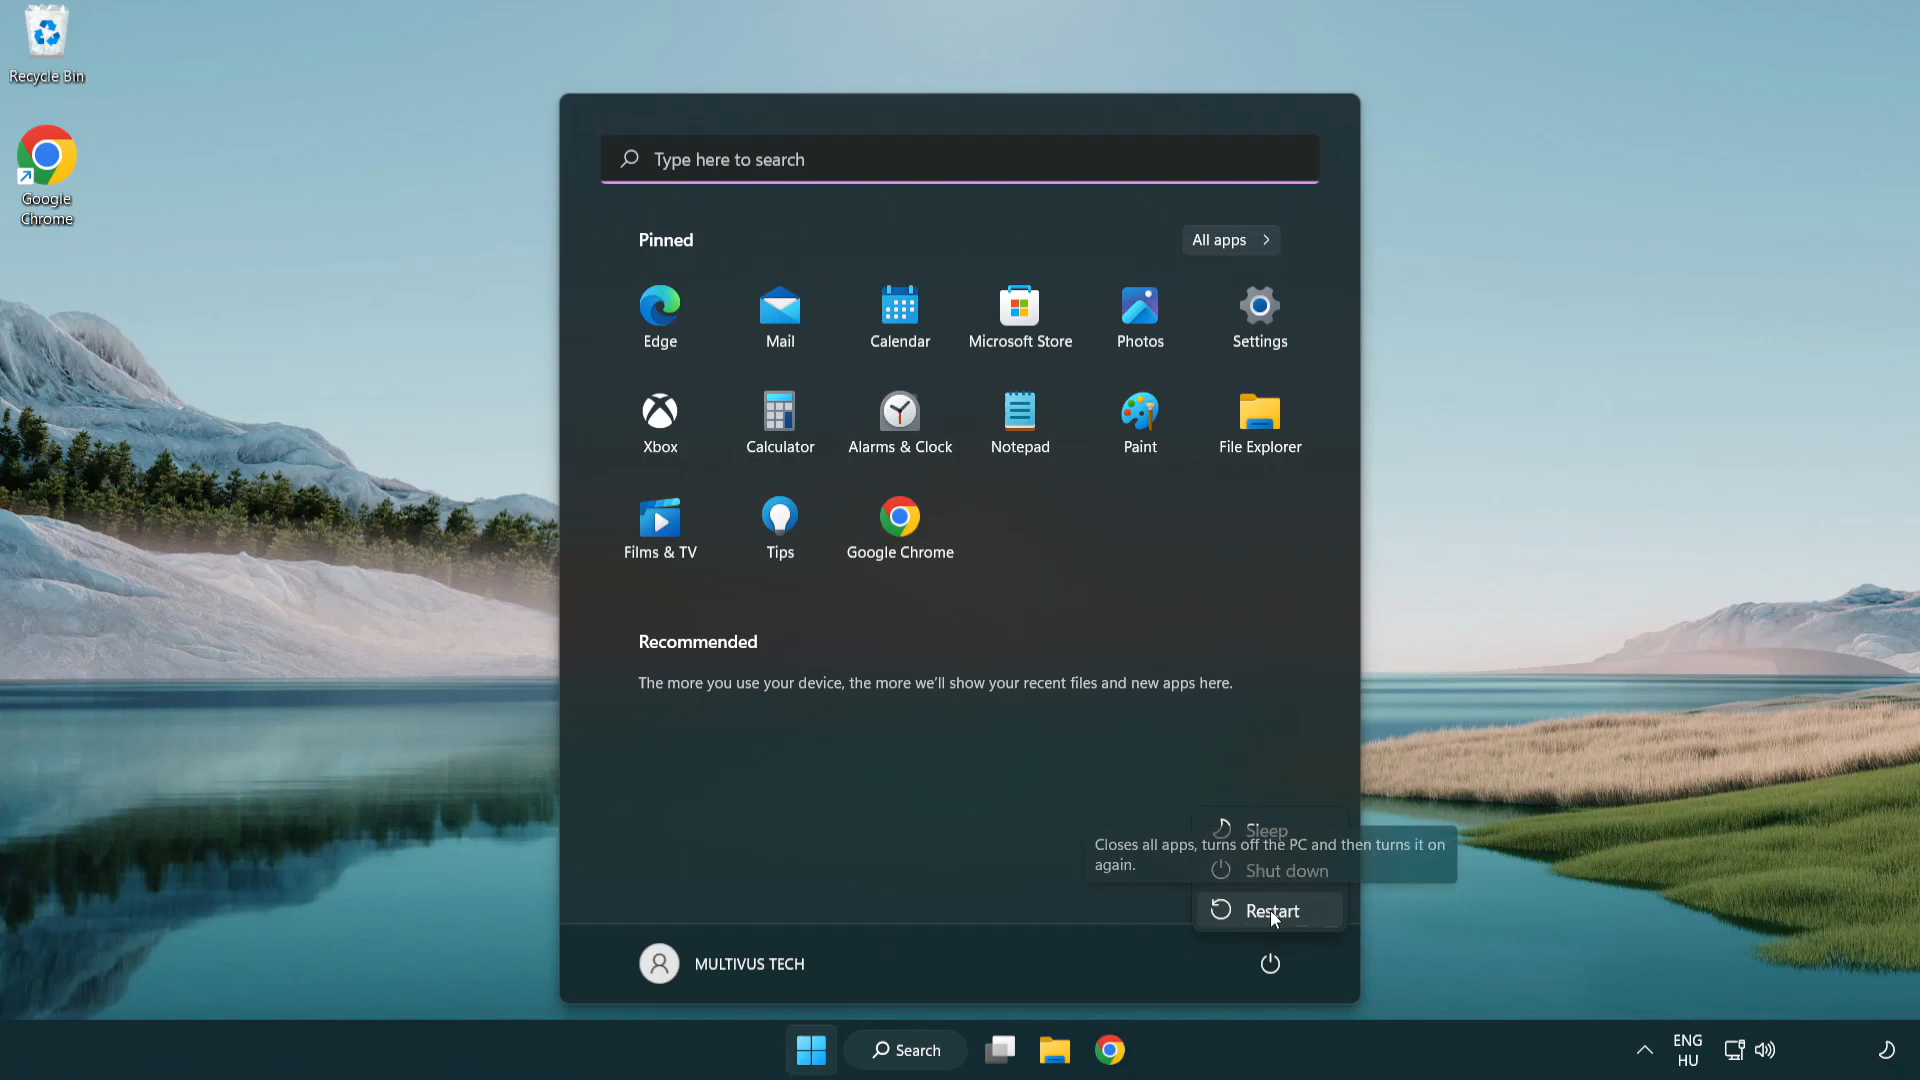 Recycle Bin
Google
Chrome
Type here to search
Pinned
All apps
Edge
Mail
Calendar
Microsoft Store
Photos
Settings
Xbox
Calculator
Alarms & Clock
Notepad
Paint
File Explorer
Films & TV
Tips
Google Chrome
Recommended
The more you use your device, the more we'll show your recent files and new apps here.
Sleep
Closes all apps, turns off the PC and then turns it on
again.
Shut down
Restart
MULTIVUS TECH
Search
ENG
HU